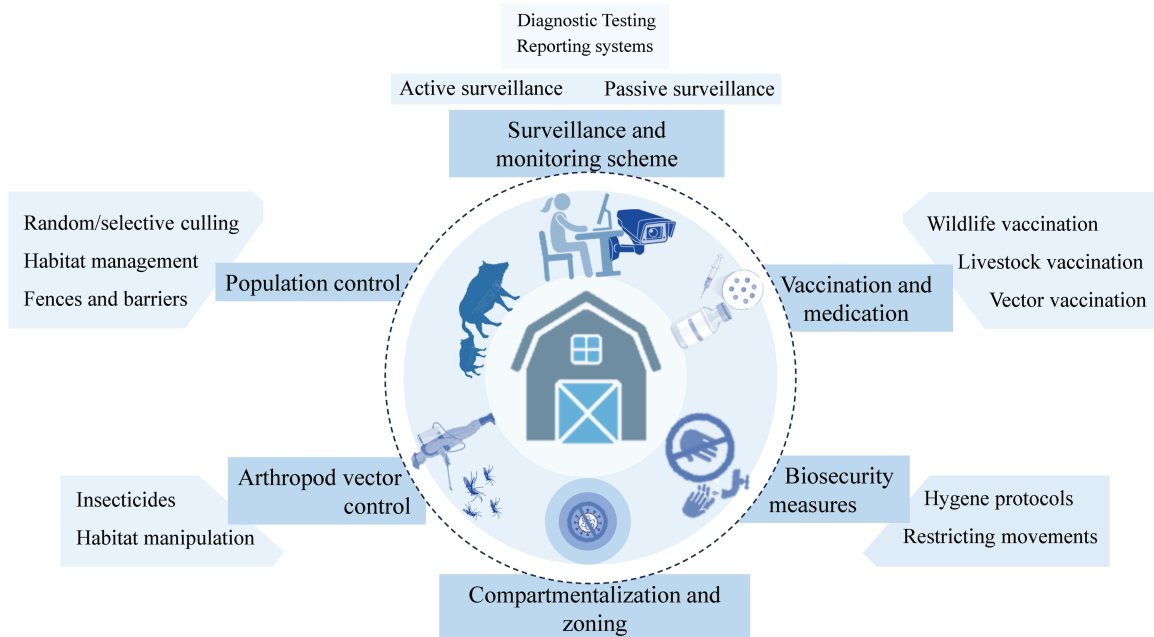 Diagnostic Testing
Reporting systems
Active surveillance
Passive surveillance
Surveillance and
monitoring scheme
Random/selective culling
Habitat management
Fences and barriers
Population control
Wildlife vaccination
Livestock vaccination
Vector vaccination
Vaccination and
medication
Insecticides
Habitat manipulation
Arthropod vector
control
Biosecurity
measures
Hygene protocols
Restricting movements
Compartmentalization and
zoning